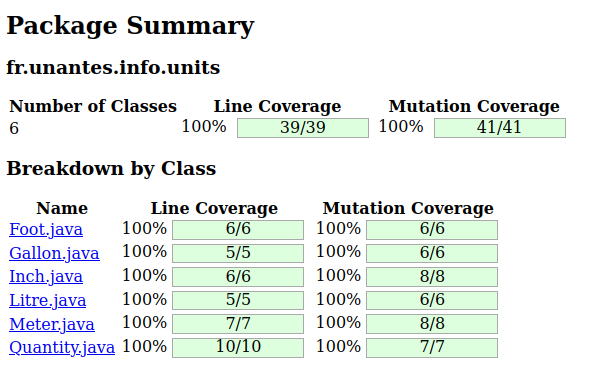 Package Summary
fr.unantes.info.units
Number of Classes Line Coverage Mutation Coverage
6 100% 39/39 100% 41/41
Breakdown by Class
Name Line Coverage Mutation Coverage
Foot.java 100% 6/6 100% 6/6
Gallon.java 100% 5/5 100% 6/6
Inch.java 100% 6/6 100% 8/8
Litre.java 100% 5/5 100% 6/6
Meter.java 100% 7/7 100% 8/8
Quantity.java 100% 10/10 100% 7/7